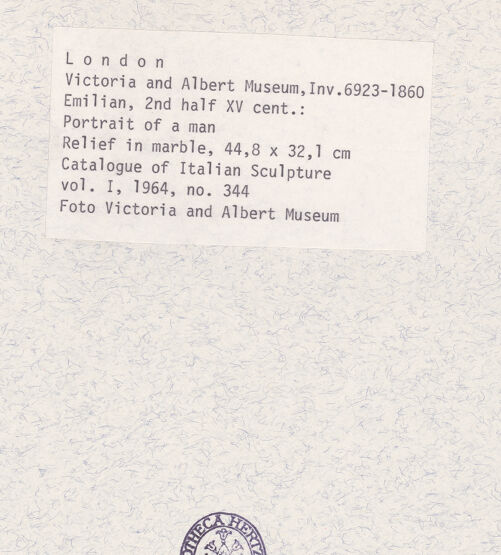 London
Victoria and Albert Museum,Inv.6923-1860
Emilian, 2nd half XV cent.:
Portrait of a man
Relief in marble, 44,8 x 32,1 cm
Catalogue of Italian Sculpture
vol. I, 1964, no. 344
Foto Victoria and Albert Museum